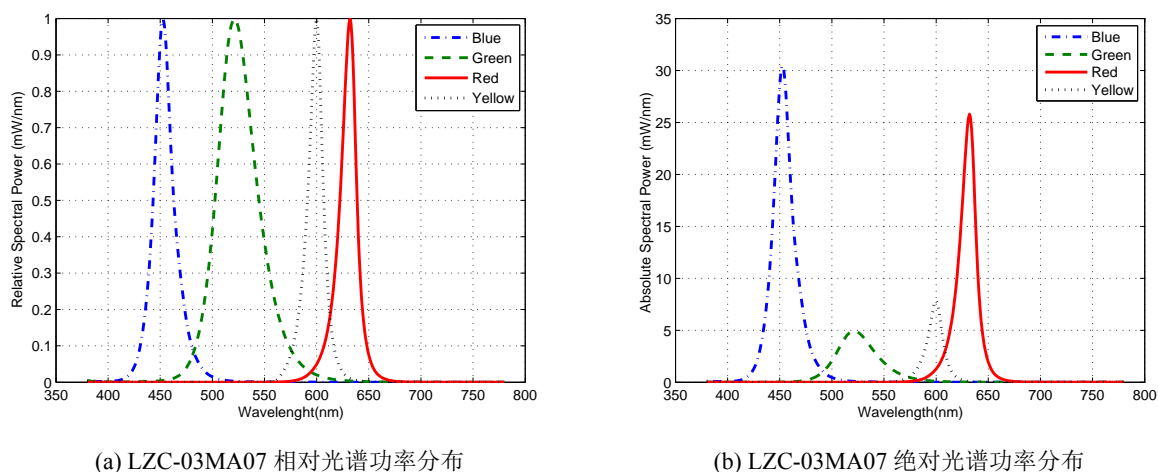 1
0.9
0.8
0.7
0.6
0.5
0.4
0.3
0.2
0.1
0
350 400 450 500 550 600 650 700 750 800
Relative Spectral Power (mW/nm)
Wavelenght(nm)
Blue
Green
Red
Yellow
(a) LZC-03MA07 相对光谱功率分布
35
30
25
20
15
10
5
0
350 400 450 500 550 600 650 700 750 800
Absolute Spectral Power (mW/nm)
Wavelength(nm)
Blue
Green
Red
Yellow
(b) LZC-03MA07 绝对光谱功率分布